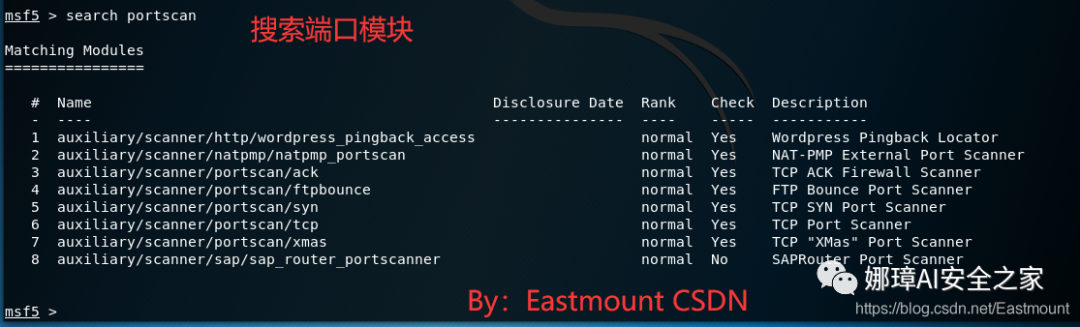 msf5 > search portscan
搜索端口模块
Matching Modules
================
# Name Disclosure Date Rank Check Description
- ---- --------------- ---- ----- -----------
1 auxiliary/scanner/http/wordpress_pingback_access normal Yes Wordpress Pingback Locator
2 auxiliary/scanner/natpmp/natpmp_portscan normal Yes NAT-PMP External Port Scanner
3 auxiliary/scanner/portscan/ack normal Yes TCP ACK Firewall Scanner
4 auxiliary/scanner/portscan/ftpbounce normal Yes FTP Bounce Port Scanner
5 auxiliary/scanner/portscan/syn normal Yes TCP SYN Port Scanner
6 auxiliary/scanner/portscan/tcp normal Yes TCP Port Scanner
7 auxiliary/scanner/portscan/xmas normal Yes TCP "XMas" Port Scanner
8 auxiliary/scanner/sap/sap_router_portscanner normal No SAPRouter Port Scanner
娜璋AI安全之家
By：Eastmount CSDN
https://blog.csdn.net/Eastmount
msf5 >